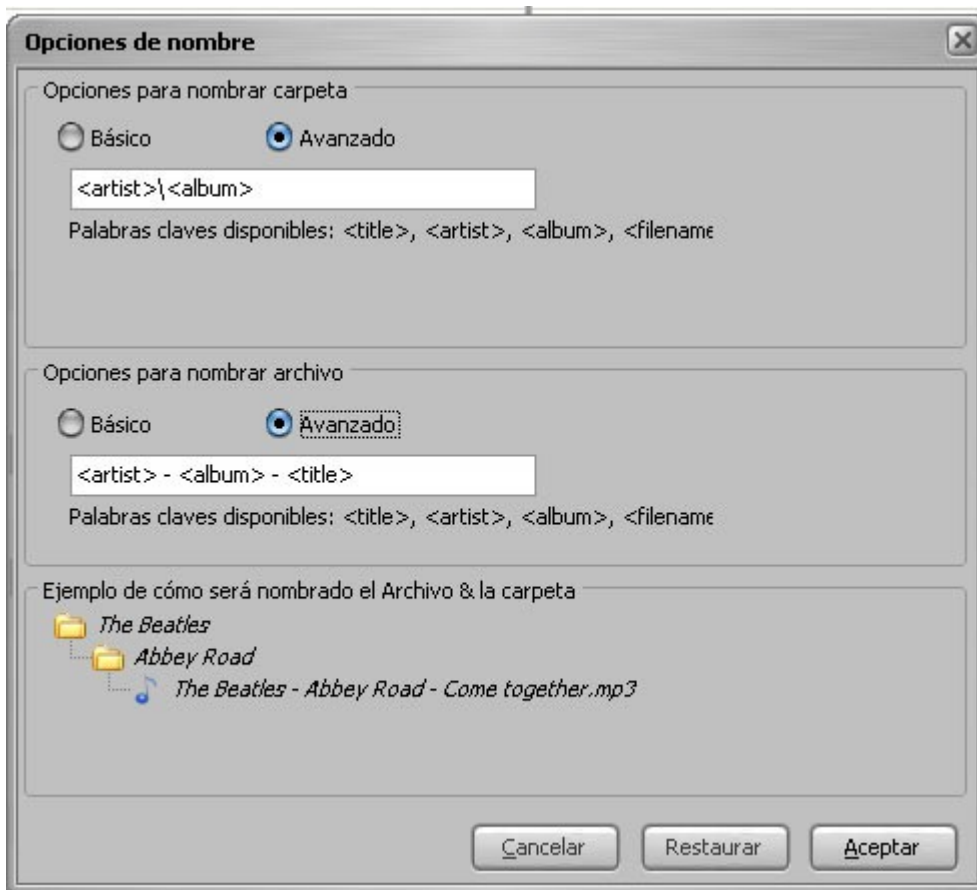 Opciones de nombre
Opciones para nombrar carpeta
Básico Avanzado
<artist>\<album>
Palabras claves disponibles: <title>, <artist>, <album>, <filename
Opciones para nombrar archivo
Básico Avanzado
<artist> - <album> - <title>
Palabras claves disponibles: <title>, <artist>, <album>, <filename
Ejemplo de cómo será nombrado el Archivo & la carpeta
The Beatles
Abbey Road
The Beatles - Abbey Road - Come together.mp3
Cancelar Restaurar Aceptar